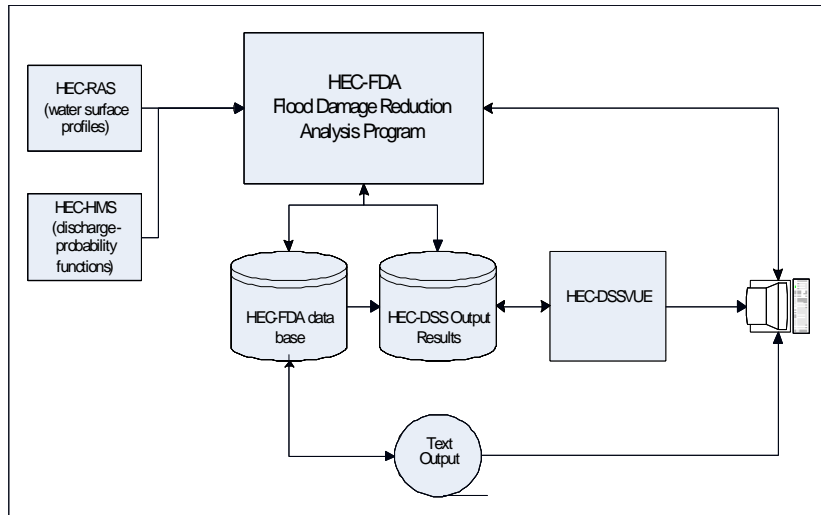 HEC-RAS
(water surface
profiles)
HEC-FDA
Flood Damage Reduction
Analysis Program
HEC-HMS
(discharge-
probability
functions)
HEC-FDA data
base
HEC-DSS Output
Results
HEC-DSSVUE
Text
Output